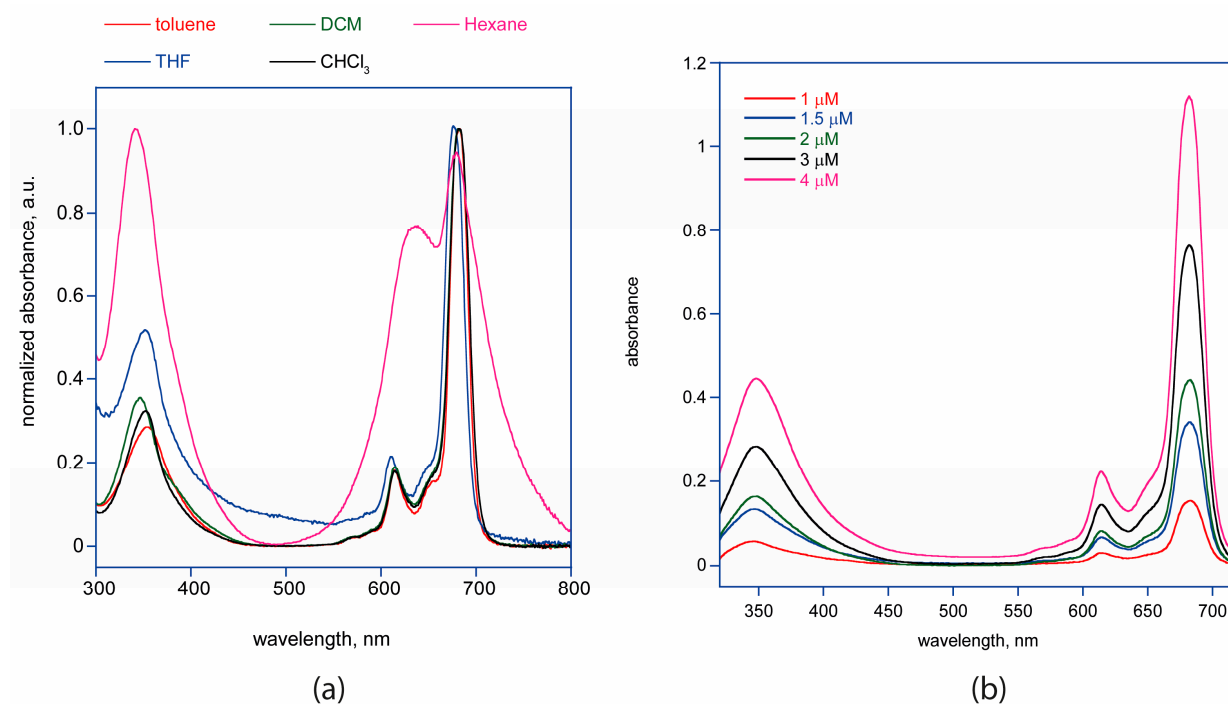 toluene DCM Hexane
THF CHCl₃
normalized absorbance, a.u.
1.0
0.8
0.6
0.4
0.2
0
300 400 500 600 700 800
wavelength, nm
(a)
1 μM
1.5 μM
2 μM
3 μM
4 μM
absorbance
1.2
1
0.8
0.6
0.4
0.2
0
350 400 450 500 550 600 650 700
wavelength, nm
(b)